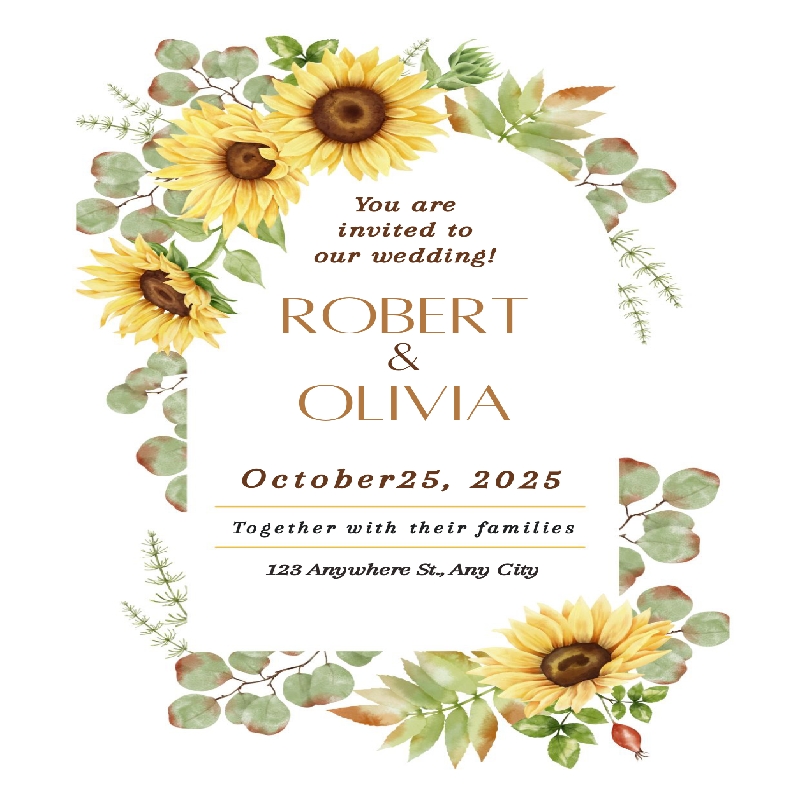 You are
invited to
our wedding!
ROBERT
&
OLIVIA
October25, 2025
Together with their families
123 Anywhere St., Any City